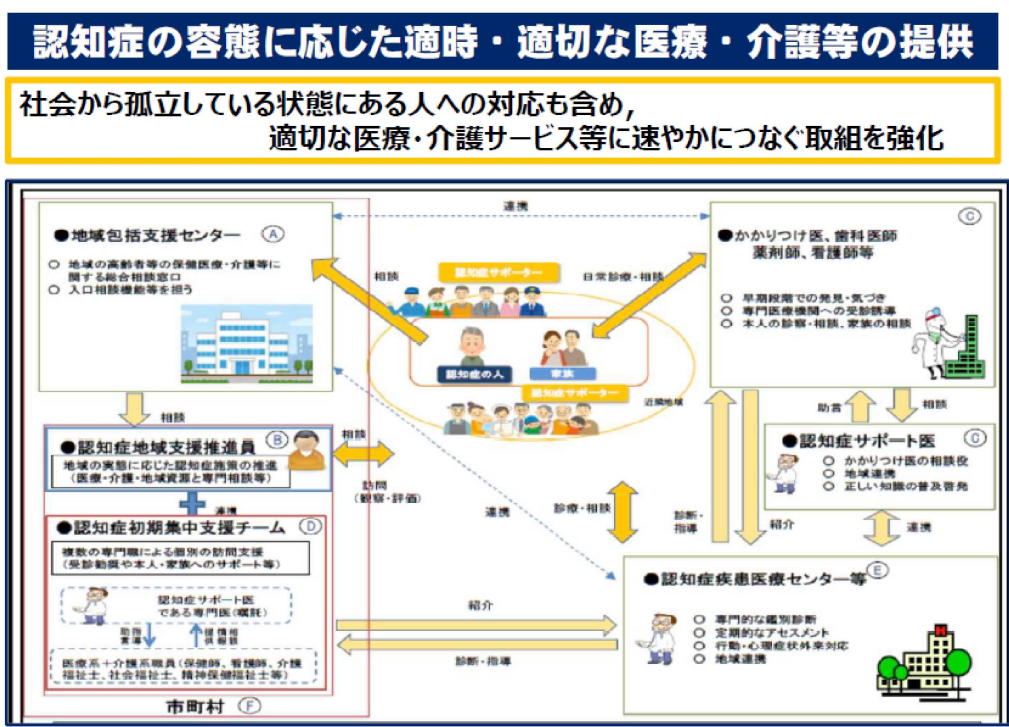 認知症の容態に応じた適時・適切な医療・介護等の提供
社会から孤立している状態にある人への対応も含め，
適切な医療・介護サービス等に速やかにつなぐ取組を強化
●地域包括支援センター Ⓐ
○ 地域の高齢者等の保健医療・介護等に
関する総合相談窓口
○ 入口相談機能等を担う
連携
相談
認知症サポーター
日常診療・相談
認知症の人
家族
認知症サポーター
近隣地域
Ⓒ
●かかりつけ医、歯科医師
薬剤師、看護師等
○ 早期段階での発見・気づき
○ 専門医療機関への受診誘導
○ 本人の診察・相談、家族の相談
相談
●認知症地域支援推進員 Ⓑ
地域の実態に応じた認知症施策の推進
（医療・介護・地域資源と専門相談等）
連携
相談
訪問
（観察・評価）
連携
診療・相談
診断・
指導
紹介
助言
相談
●認知症サポート医 Ⓒ
○ かかりつけ医の相談役
○ 地域連携
○ 正しい知識の普及啓発
連携
●認知症初期集中支援チーム Ⓓ
複数の専門職による個別の訪問支援
（受診勧奨や本人・家族へのサポート等）
認知症サポート医
である専門医（嘱託）
助指
言導
提情相
供報談
医療系＋介護系職員（保健師、看護師、介護
福祉士、社会福祉士、精神保健福祉士等）
市町村 Ⓕ
紹介
診断・指導
●認知症疾患医療センター等 Ⓔ
○ 専門的な鑑別診断
○ 定期的なアセスメント
○ 行動・心理症状外来対応
○ 地域連携